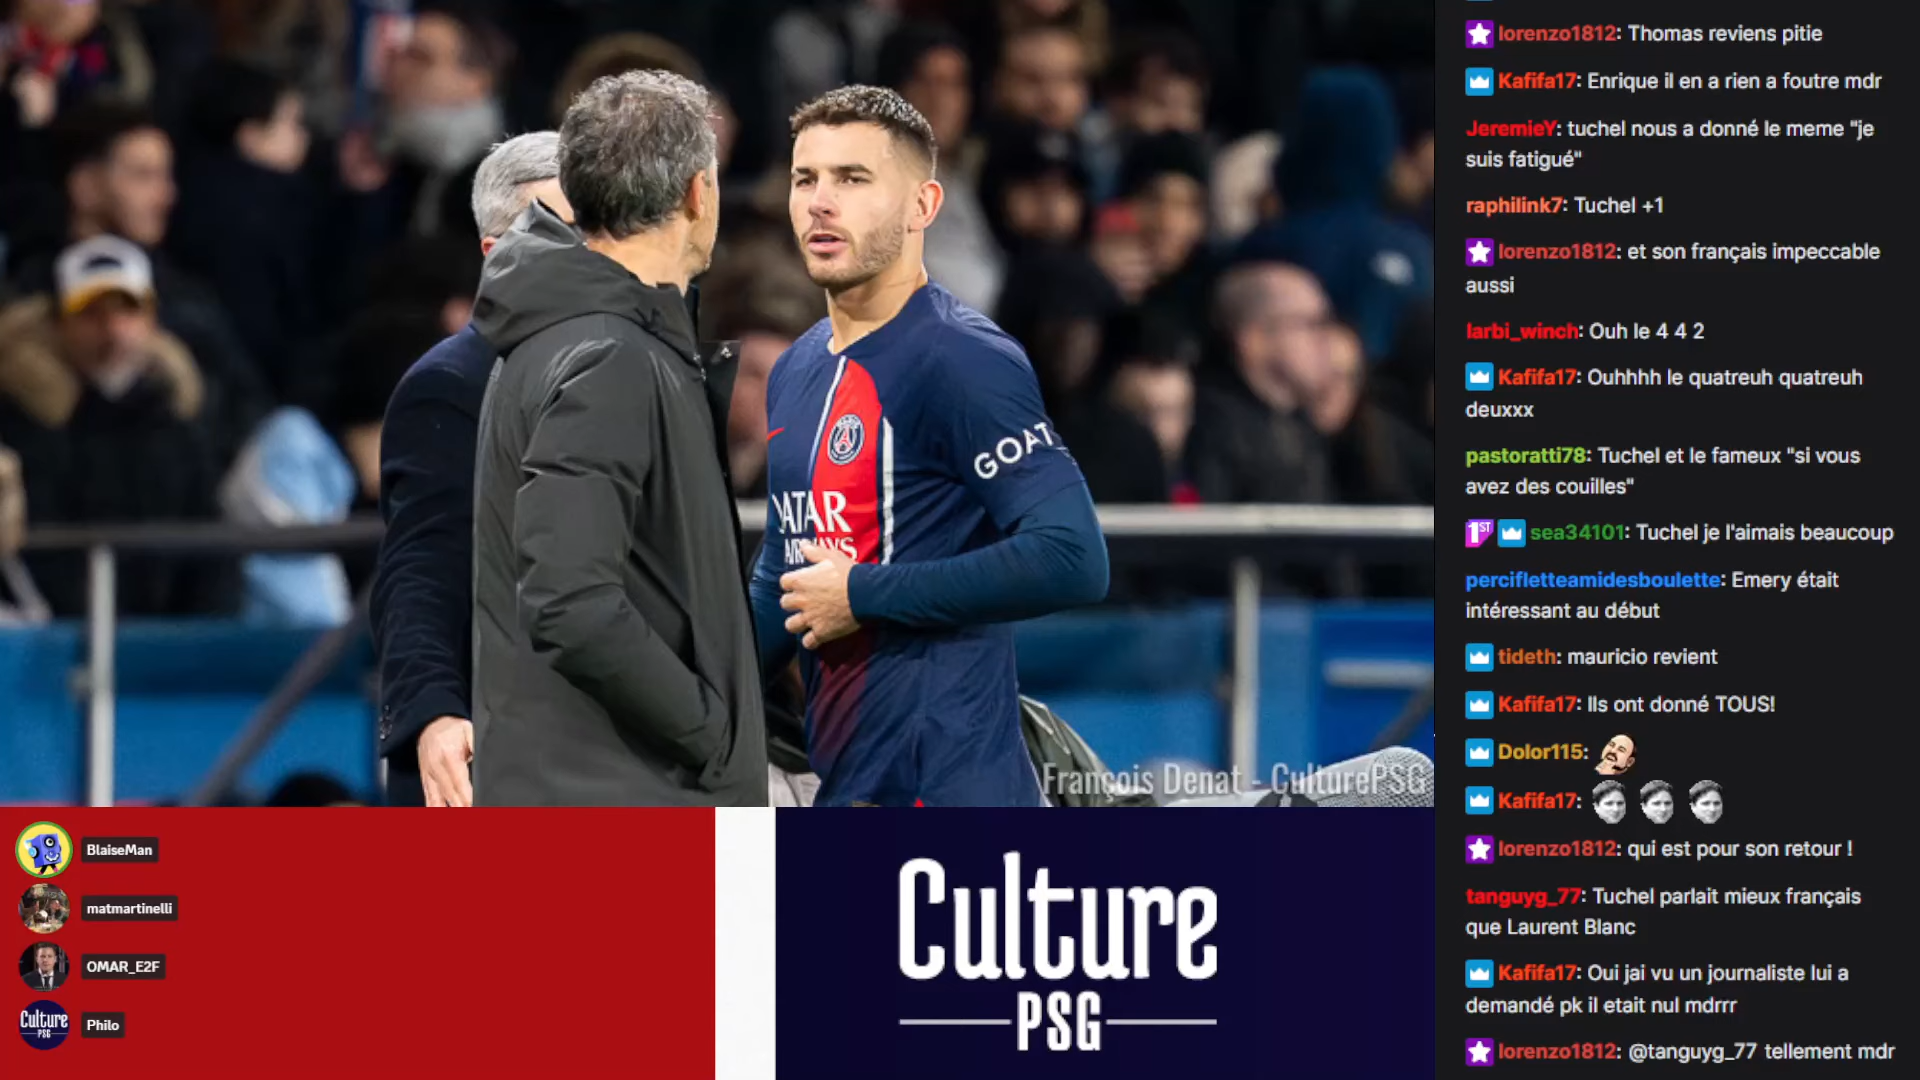 GOAT
QATAR
AIRWAYS
François Denat - CulturePSG
BlaiseMan
matmartinelli
OMAR_E2F
Culture
PSG
Philo
Culture
PSG
lorenzo1812: Thomas reviens pitie
Kafifa17: Enrique il en a rien a foutre mdr
JeremieY: tuchel nous a donné le meme "je
suis fatigué"
raphilink7: Tuchel +1
lorenzo1812: et son français impeccable
aussi
larbi_winch: Ouh le 4 4 2
Kafifa17: Ouhhhh le quatreuh quatreuh
deuxxx
pastoratti78: Tuchel et le fameux "si vous
avez des couilles"
1ST sea34101: Tuchel je l'aimais beaucoup
percifletteamidesboulette: Emery était
intéressant au début
tideth: mauricio revient
Kafifa17: Ils ont donné TOUS!
Dolor115:
Kafifa17:
lorenzo1812: qui est pour son retour !
tanguyg_77: Tuchel parlait mieux français
que Laurent Blanc
Kafifa17: Oui jai vu un journaliste lui a
demandé pk il etait nul mdrrr
lorenzo1812: @tanguyg_77 tellement mdr